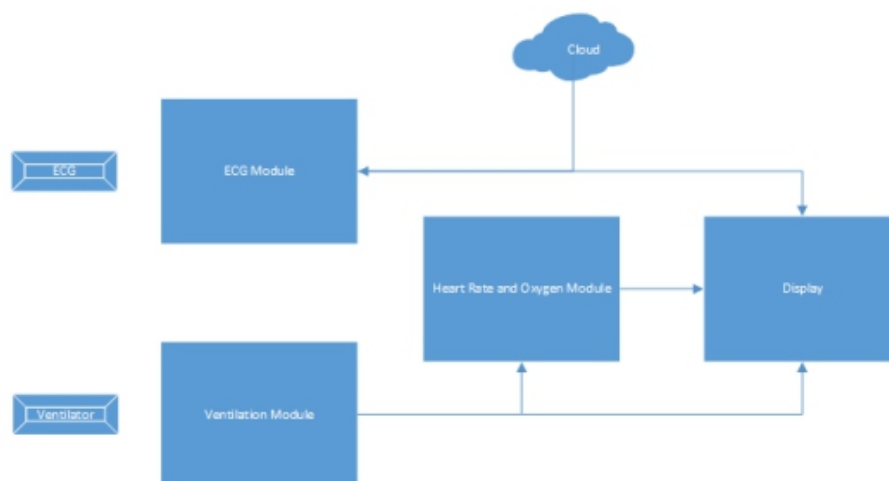 Cloud
ECG
ECG Module
Heart Rate and Oxygen Module
Display
Ventilator
Ventilation Module